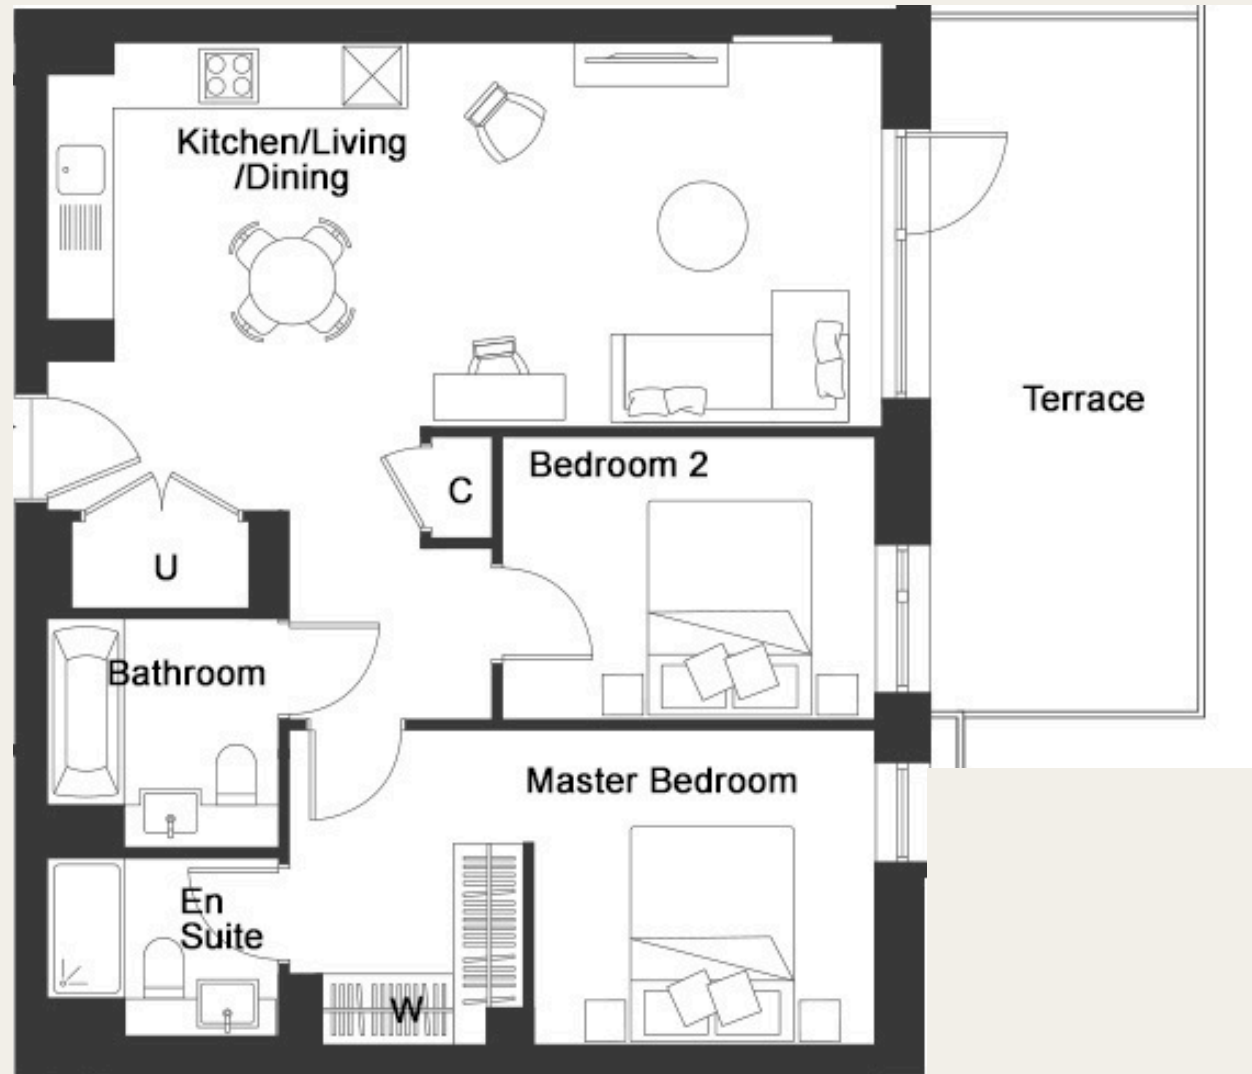 Kitchen/Living
/Dining
Terrace
C
Bedroom 2
U
Bathroom
Master Bedroom
En
Suite
W